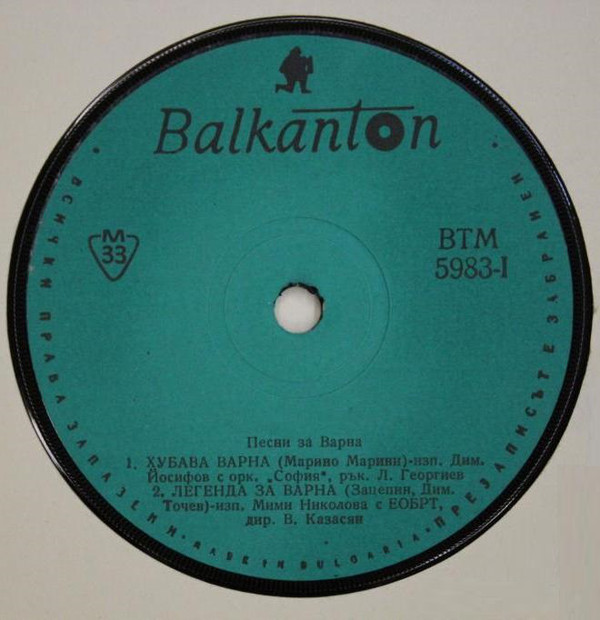 Balkanton
M
33
ВТМ
5983-I
Песни за Варна
1. ХУБАВА ВАРНА (Марино Марини)-изп. Дим.
Йосифов с орк. „София“, рък. Л. Георгиев
2. ЛЕГЕНДА ЗА ВАРНА (Зацепин, Дим.
Точев)-изп. Мими Николова с ЕОБРТ,
дир. В. Казасян
• ВСИЧКИ ПРАВА ЗАПАЗЕНИ • MADE IN BULGARIA • ПРЕЗАПИСЪТ Е ЗАБРАНЕН •